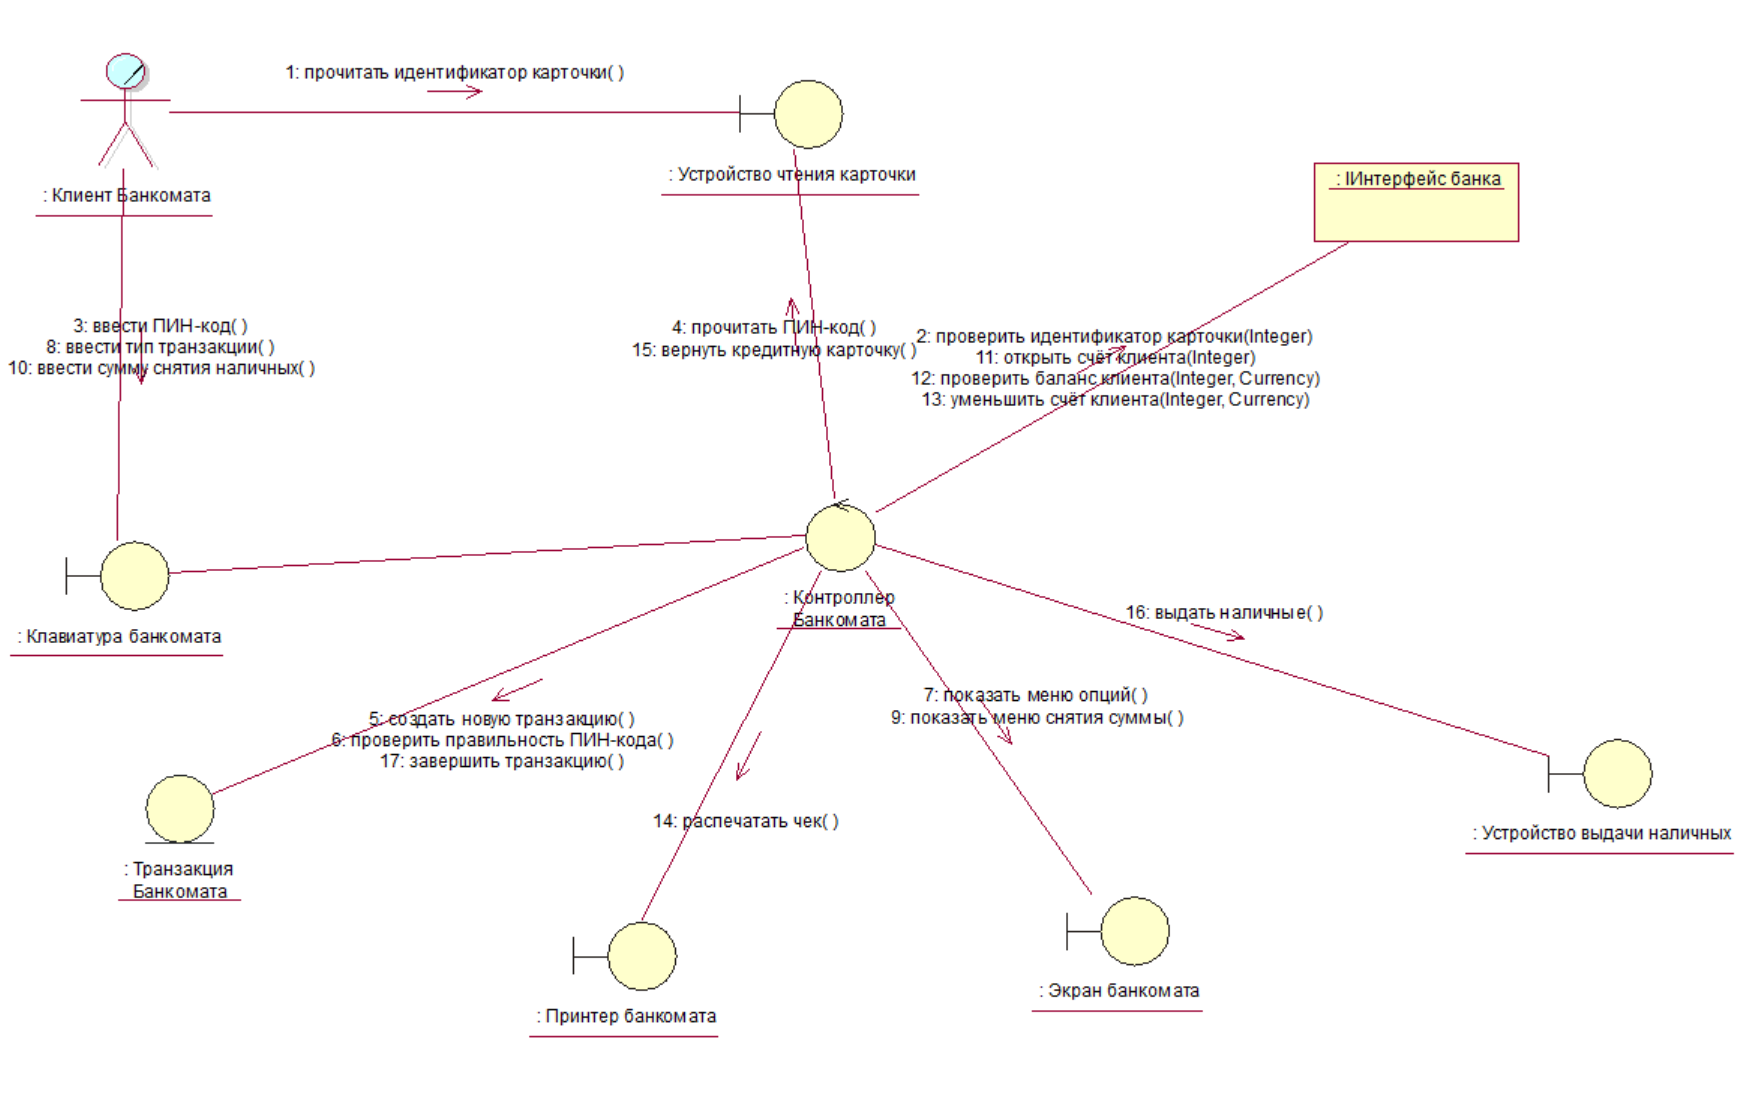 1: прочитать идентификатор карточки( )
: Клиент Банкомата
: Устройство чтения карточки
: IИнтерфейс банка
3: ввести ПИН-код( )
8: ввести тип транзакции( )
10: ввести сумму снятия наличных( )
4: прочитать ПИН-код( )
15: вернуть кредитную карточку( )
2: проверить идентификатор карточки(Integer)
11: открыть счёт клиента(Integer)
12: проверить баланс клиента(Integer, Currency)
13: уменьшить счёт клиента(Integer, Currency)
: Клавиатура банкомата
: Контроллер
Банкомата
16: выдать наличные( )
5: создать новую транзакцию( )
6: проверить правильность ПИН-кода( )
17: завершить транзакцию( )
7: показать меню опций( )
9: показать меню снятия суммы( )
14: распечатать чек( )
: Транзакция
Банкомата
: Устройство выдачи наличных
: Принтер банкомата
: Экран банкомата